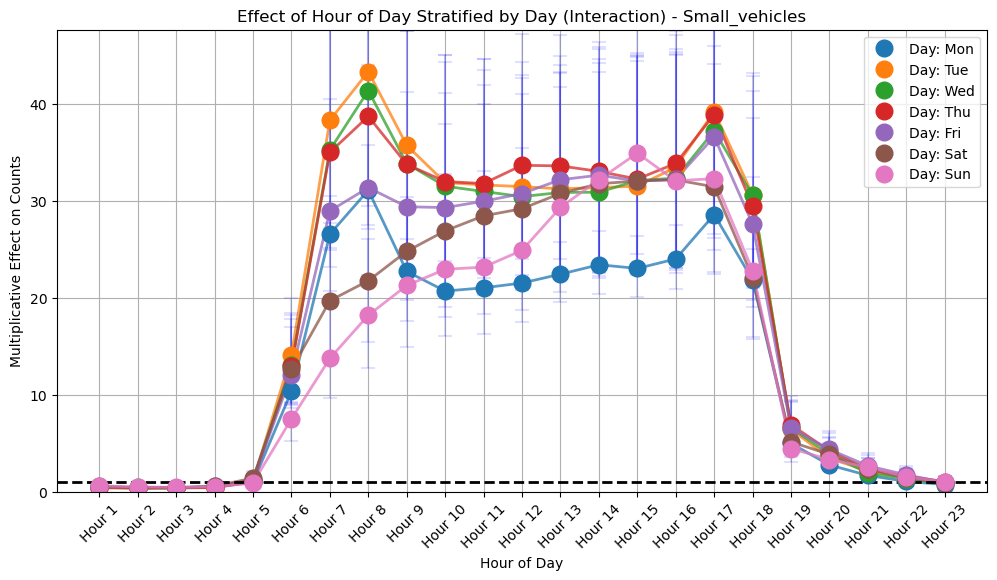 Effect of Hour of Day Stratified by Day (Interaction) - Small_vehicles
Multiplicative Effect on Counts
40
30
20
10
0
Day: Mon
Day: Tue
Day: Wed
Day: Thu
Day: Fri
Day: Sat
Day: Sun
Hour 1
Hour 2
Hour 3
Hour 4
Hour 5
Hour 6
Hour 7
Hour 8
Hour 9
Hour 10
Hour 11
Hour 12
Hour 13
Hour 14
Hour 15
Hour 16
Hour 17
Hour 18
Hour 19
Hour 20
Hour 21
Hour 22
Hour 23
Hour of Day